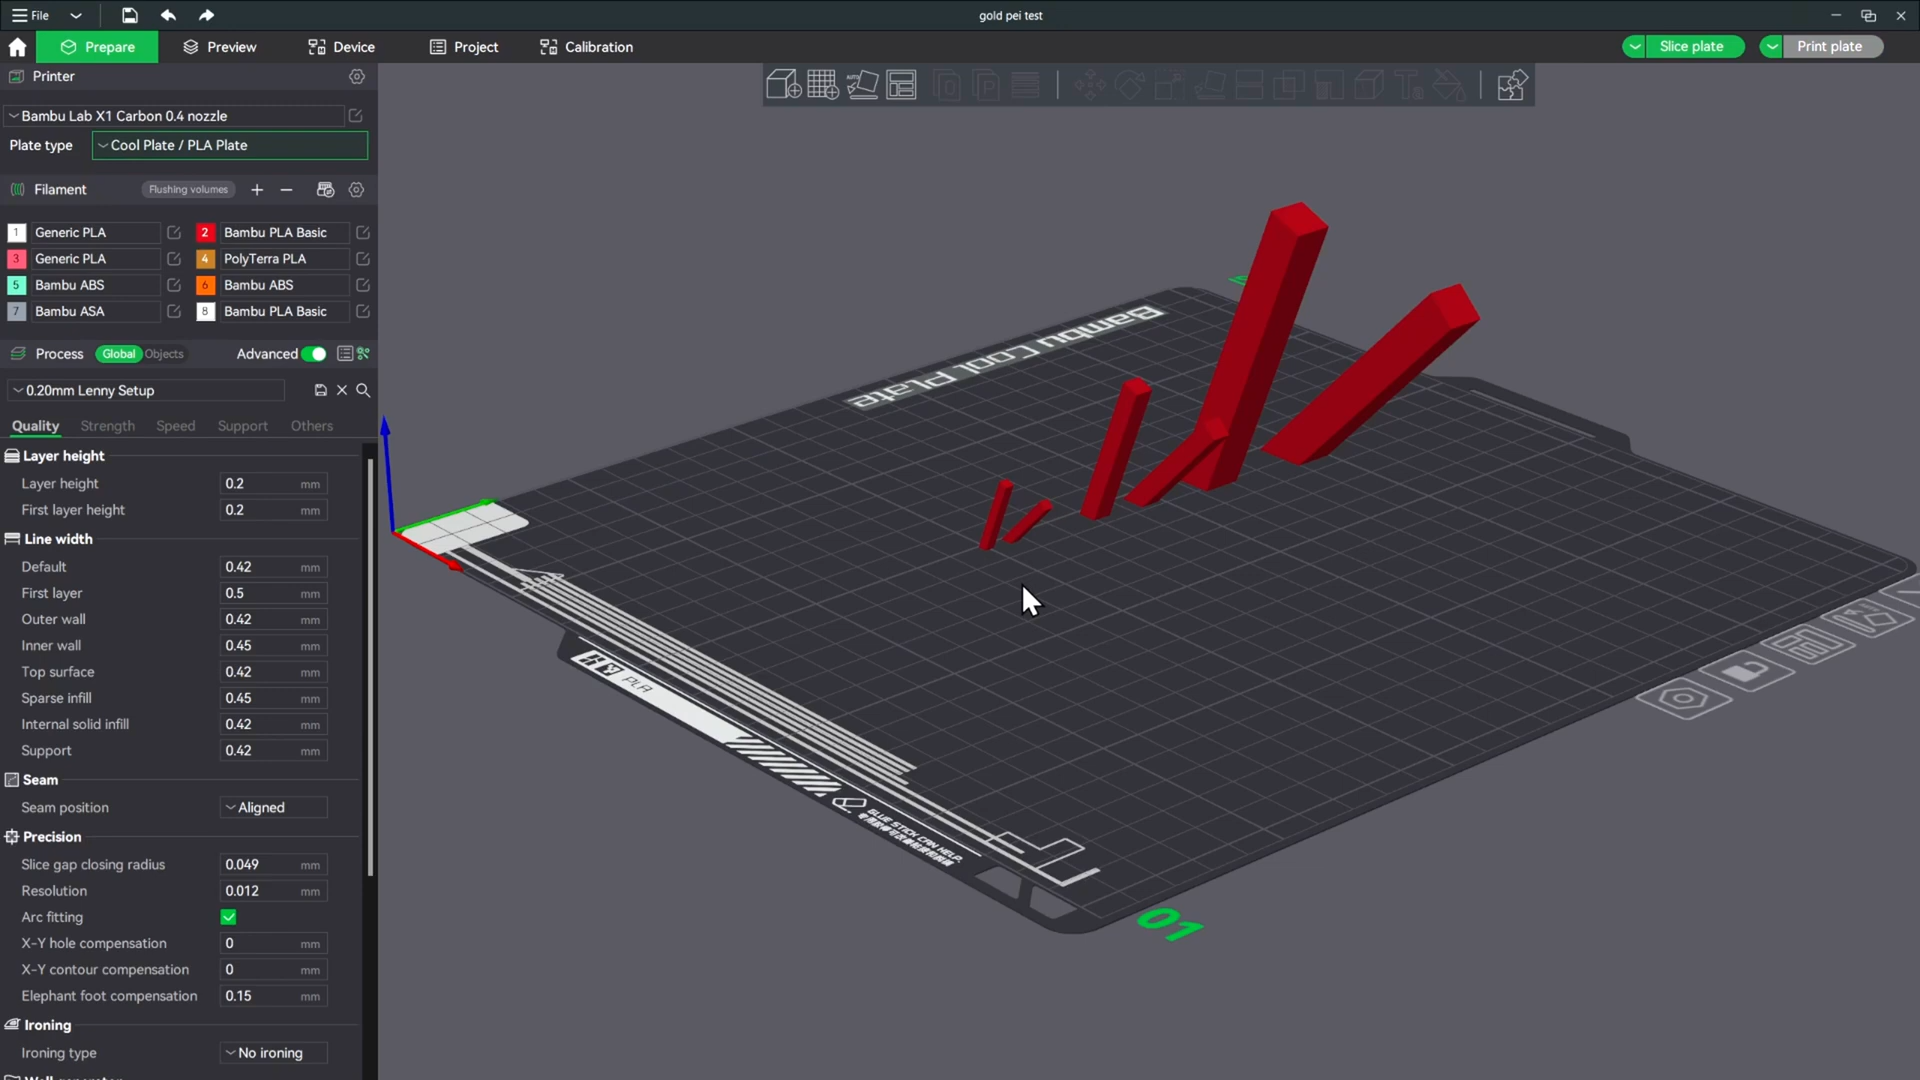 File
gold pei test
Prepare
Preview
Device
Project
Calibration
Slice plate
Print plate
Printer
Bambu Lab X1 Carbon 0.4 nozzle
Plate type
Cool Plate / PLA Plate
Filament
Flushing volumes
1 Generic PLA
2 Bambu PLA Basic
3 Generic PLA
4 PolyTerra PLA
5 Bambu ABS
6 Bambu ABS
7 Bambu ASA
8 Bambu PLA Basic
Process
Global
Objects
Advanced
0.20mm Lenny Setup
Quality
Strength
Speed
Support
Others
Layer height
Layer height 0.2 mm
First layer height 0.2 mm
Line width
Default 0.42 mm
First layer 0.5 mm
Outer wall 0.42 mm
Inner wall 0.45 mm
Top surface 0.42 mm
Sparse infill 0.45 mm
Internal solid infill 0.42 mm
Support 0.42 mm
Seam
Seam position Aligned
Precision
Slice gap closing radius 0.049 mm
Resolution 0.012 mm
Arc fitting
X-Y hole compensation 0 mm
X-Y contour compensation 0 mm
Elephant foot compensation 0.15 mm
Ironing
Ironing type No ironing
Bambu Cool Plate
PLA
GLUE STICK CAN HELP.
01